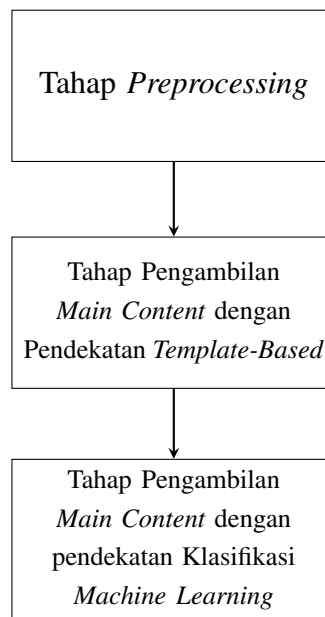 Tahap Preprocessing
Tahap Pengambilan
Main Content dengan
Pendekatan Template-Based
Tahap Pengambilan
Main Content dengan
pendekatan Klasifikasi
Machine Learning